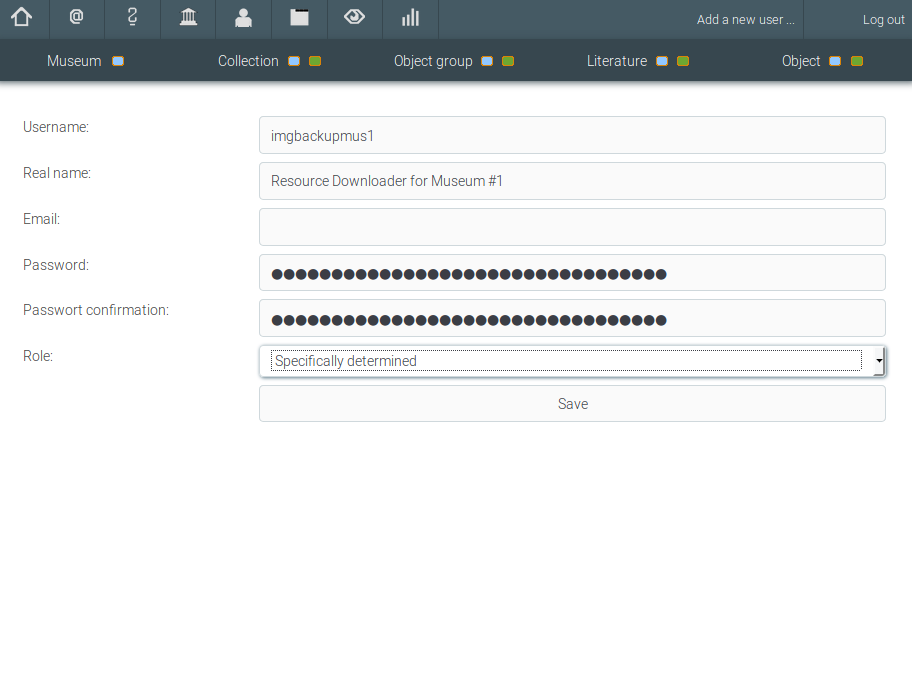 Add a new user ... Log out
Museum Collection Object group Literature Object
Username: imgbackupmus1
Real name: Resource Downloader for Museum #1
Email:
Password: ●●●●●●●●●●●●●●●●●●●●●●●●●●●●●●●●●
Passwort confirmation: ●●●●●●●●●●●●●●●●●●●●●●●●●●●●●●●●●
Role: Specifically determined
Save